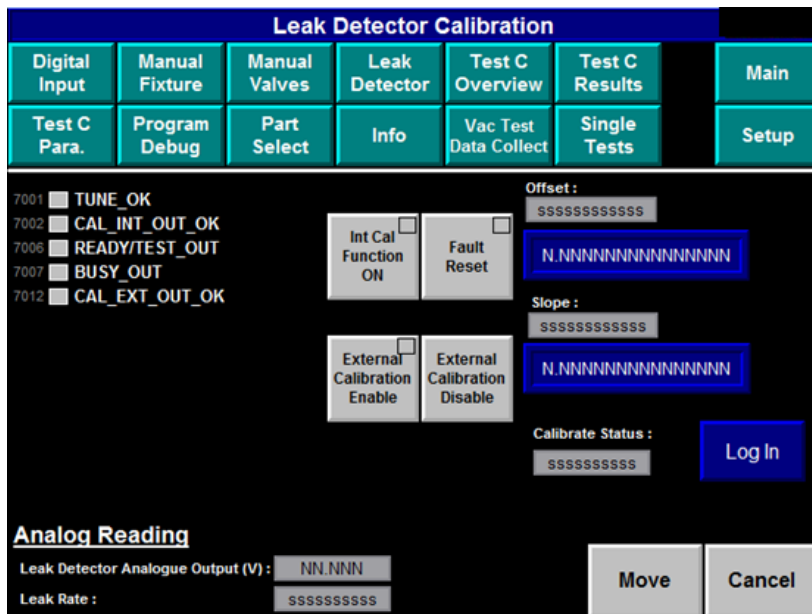 Leak Detector Calibration
Digital Input
Manual Fixture
Manual Valves
Leak Detector
Test C Overview
Test C Results
Main
Test C Para.
Program Debug
Part Select
Info
Vac Test Data Collect
Single Tests
Setup
7001 TUNE_OK
7002 CAL_INT_OUT_OK
7006 READY/TEST_OUT
7007 BUSY_OUT
7012 CAL_EXT_OUT_OK
Int Cal Function ON
Fault Reset
External Calibration Enable
External Calibration Disable
Offset :
ssssssssssss
N.NNNNNNNNNNNNNNNN
Slope :
ssssssssssss
N.NNNNNNNNNNNNNNNN
Calibrate Status :
ssssssssss
Log In
Analog Reading
Leak Detector Analogue Output (V) : NN.NNN
Leak Rate : ssssssssss
Move
Cancel